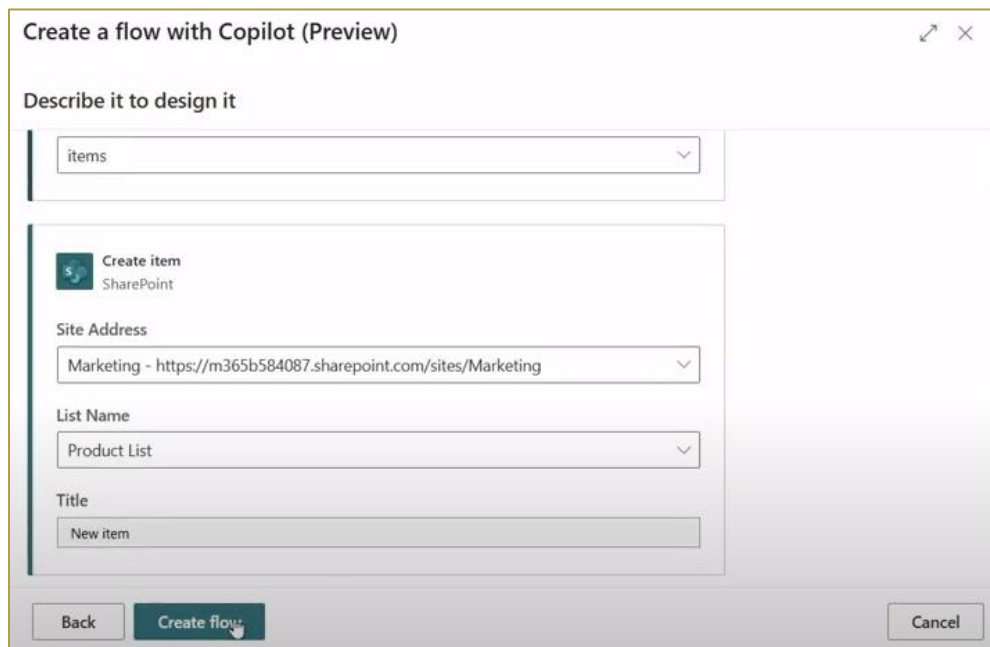 Create a flow with Copilot (Preview)
Describe it to design it
items
Create item
SharePoint
Site Address
Marketing - https://m365b584087.sharepoint.com/sites/Marketing
List Name
Product List
Title
New item
Back
Create flow
Cancel